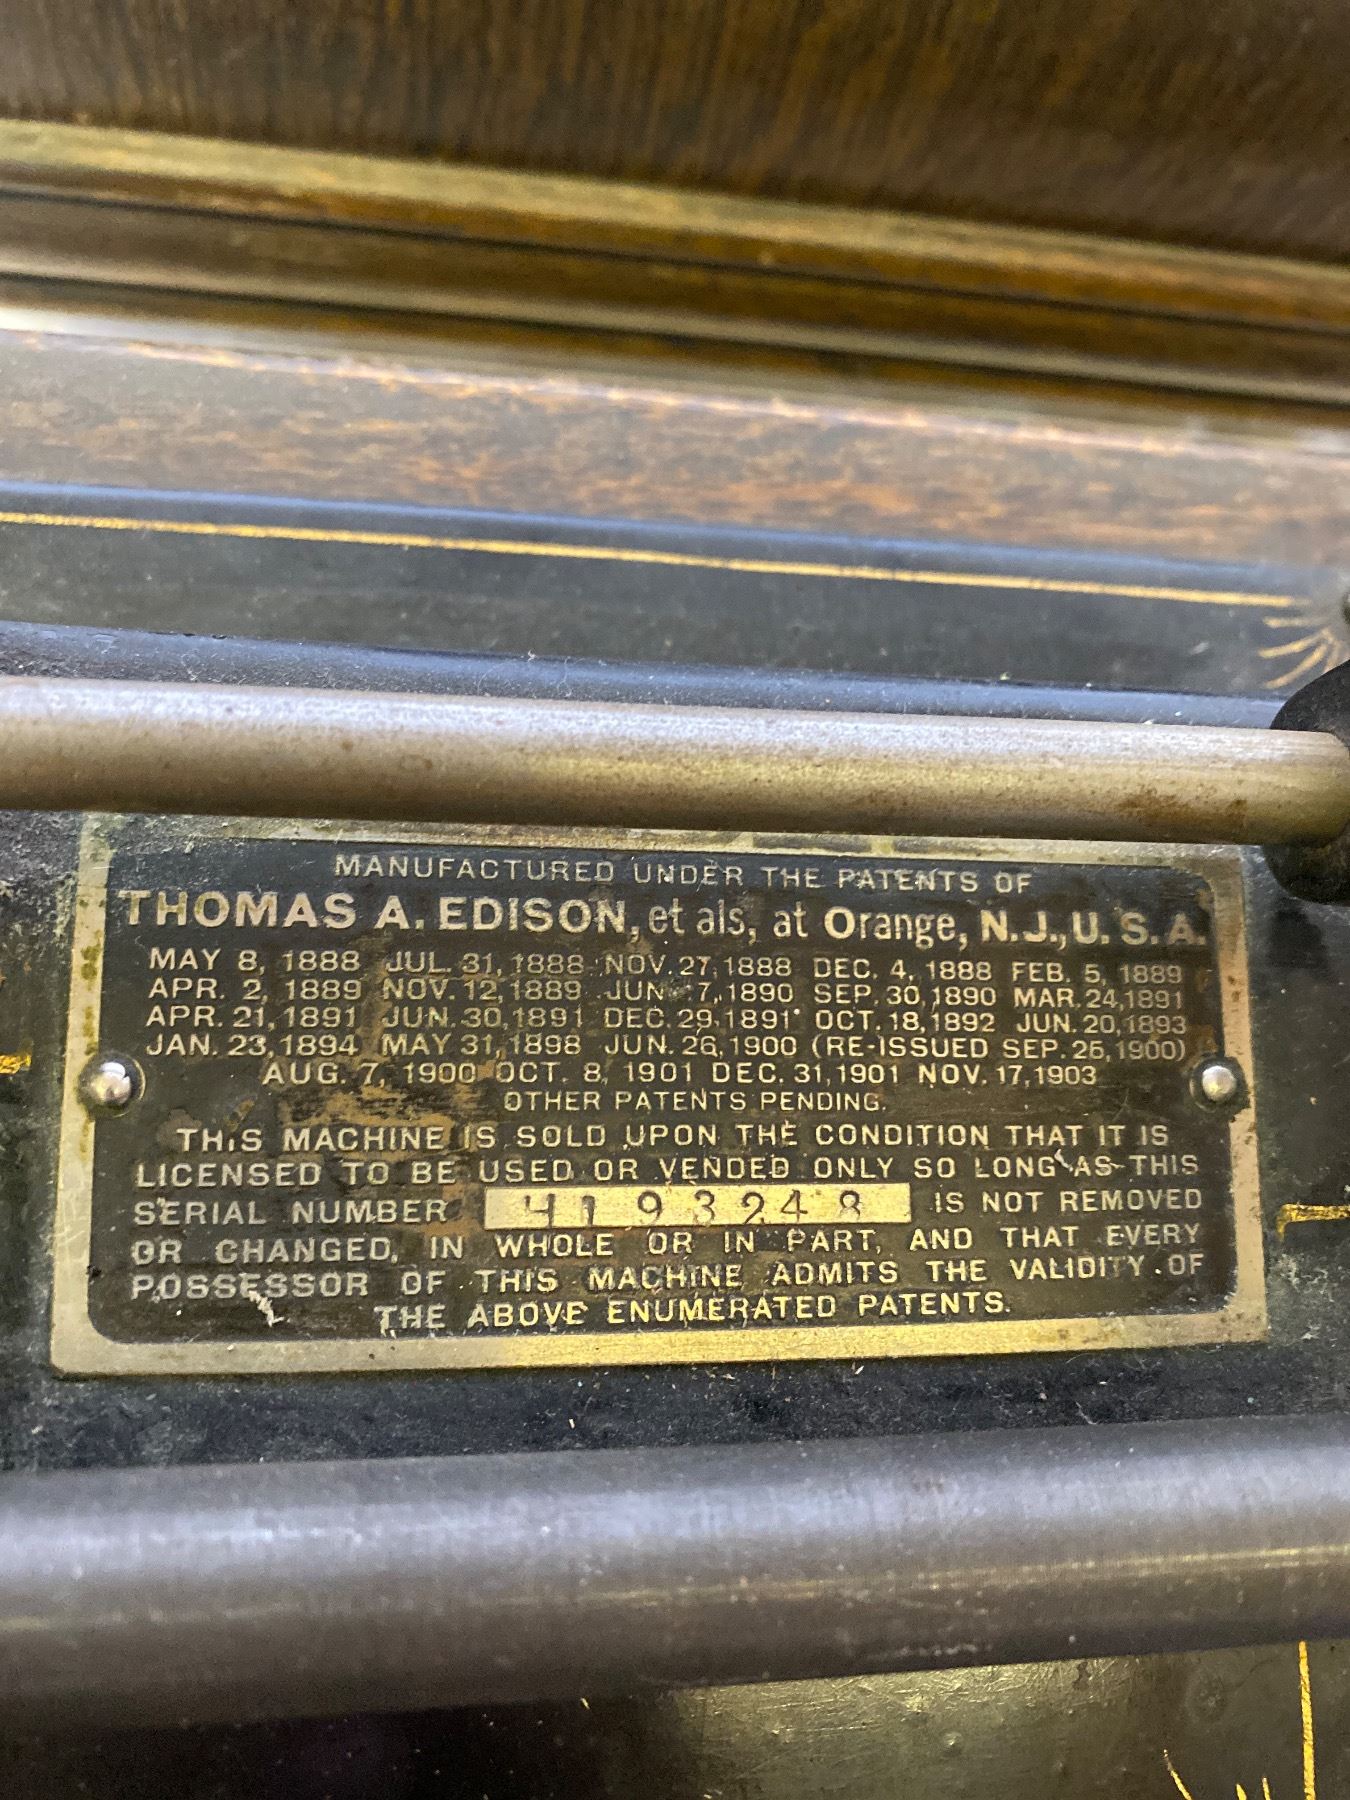 MANUFACTURED UNDER THE PATENTS OF
THOMAS A. EDISON, et als, at Orange, N.J., U.S.A.
MAY 8, 1888 JUL. 31, 1888 NOV. 27, 1888 DEC. 4, 1888 FEB. 5, 1889
APR. 2, 1889 NOV. 12, 1889 JUN 7, 1890 SEP. 30, 1890 MAR. 24, 1891
APR. 21, 1891 JUN. 30, 1891 DEC. 29, 1891 OCT. 18, 1892 JUN. 20, 1893
JAN. 23, 1894 MAY 31, 1898 JUN. 26, 1900 (RE-ISSUED SEP. 25, 1900)
AUG. 7, 1900 OCT. 8, 1901 DEC. 31, 1901 NOV. 17, 1903
OTHER PATENTS PENDING.
THIS MACHINE IS SOLD UPON THE CONDITION THAT IT IS
LICENSED TO BE USED OR VENDED ONLY SO LONG AS THIS
SERIAL NUMBER 4193248 IS NOT REMOVED
OR CHANGED, IN WHOLE OR IN PART, AND THAT EVERY
POSSESSOR OF THIS MACHINE ADMITS THE VALIDITY OF
THE ABOVE ENUMERATED PATENTS.